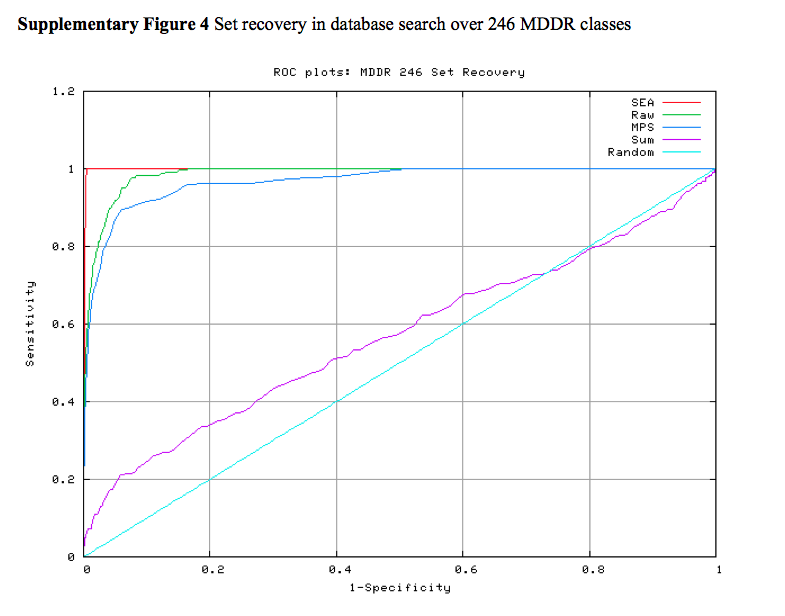 Supplementary Figure 4 Set recovery in database search over 246 MDDR classes
ROC plots: MDDR 246 Set Recovery
SEA
Raw
MPS
Sum
Random
1.2
1
0.8
0.6
0.4
0.2
0
Sensitivity
0 0.2 0.4 0.6 0.8 1
1-Specificity